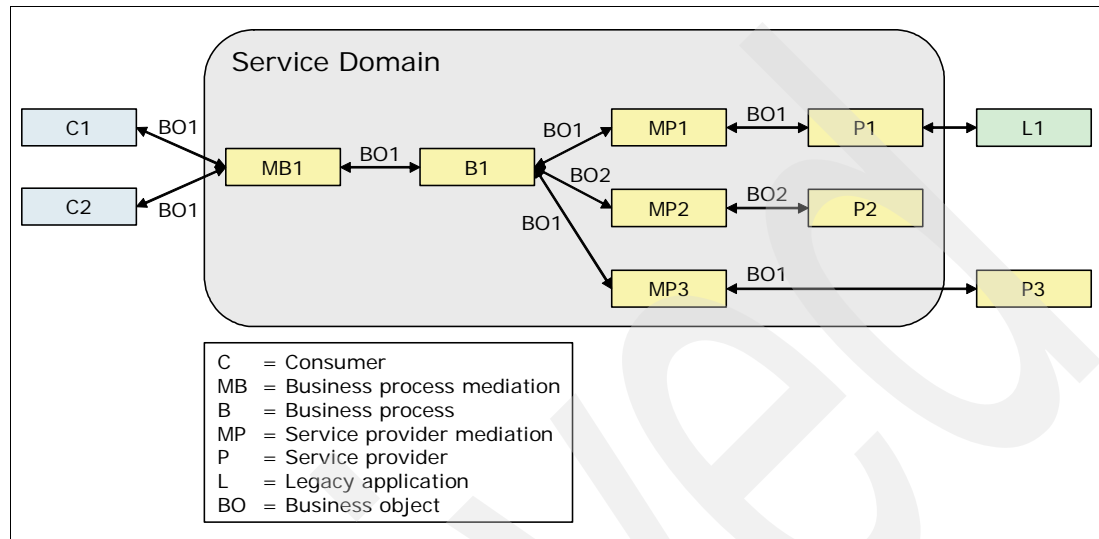 Service Domain
C1
BO1
C2
BO1
MB1
BO1
B1
BO1
BO2
BO1
MP1
BO1
P1
L1
MP2
BO2
P2
MP3
BO1
P3
C = Consumer
MB = Business process mediation
B = Business process
MP = Service provider mediation
P = Service provider
L = Legacy application
BO = Business object